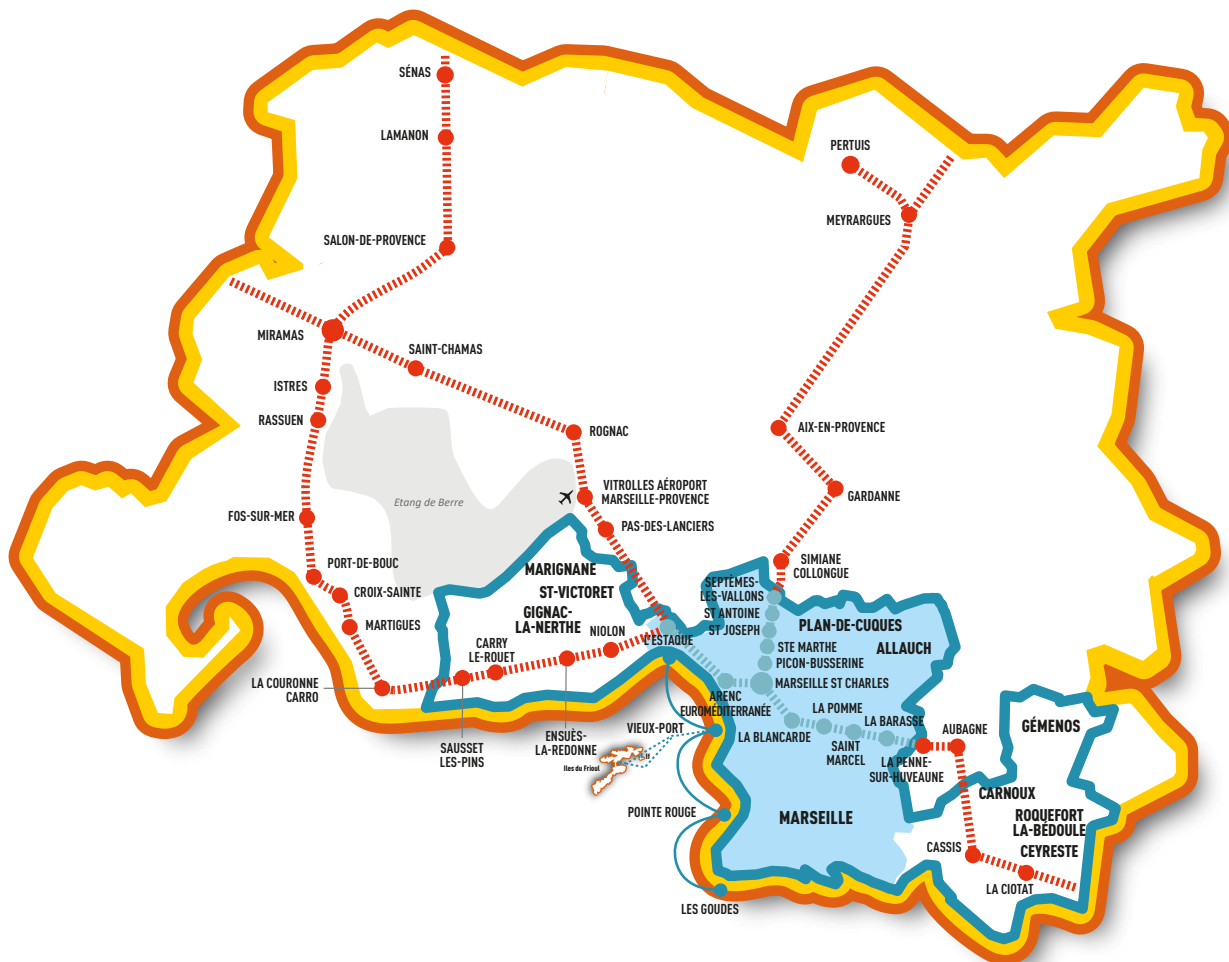 SÉNAS
LAMANON
PERTUIS
MEYRARGUES
SALON-DE-PROVENCE
MIRAMAS
SAINT-CHAMAS
ISTRES
RASSUEN
ROGNAC
AIX-EN-PROVENCE
Etang de Berre
VITROLLES AÉROPORT
MARSEILLE-PROVENCE
GARDANNE
FOS-SUR-MER
PAS-DES-LANCIERS
PORT-DE-BOUC
CROIX-SAINTE
MARTIGUES
MARIGNANE
ST-VICTORET
GIGNAC-
LA-NERTHE
SIMIANE
COLLONGUE
SEPTÈMES-
LES-VALLONS
ST ANTOINE
ST JOSEPH
PLAN-DE-CUQUES
ALLAUCH
STE MARTHE
PICON-BUSSERINE
MARSEILLE ST CHARLES
L'ESTAQUE
NIOLON
CARRY
LE-ROUET
LA COURONNE
CARRO
SAUSSET
LES-PINS
ENSUÈS-
LA-REDONNE
ARENC
EUROMÉDITERRANÉE
VIEUX-PORT
Iles du Frioul
LA BLANCARDE
LA POMME
SAINT
MARCEL
LA BARASSE
LA PENNE-
SUR-HUVEAUNE
AUBAGNE
GÉMENOS
CARNOUX
ROQUEFORT
LA-BÉDOULE
CEYRESTE
CASSIS
LA CIOTAT
POINTE ROUGE
MARSEILLE
LES GOUDES